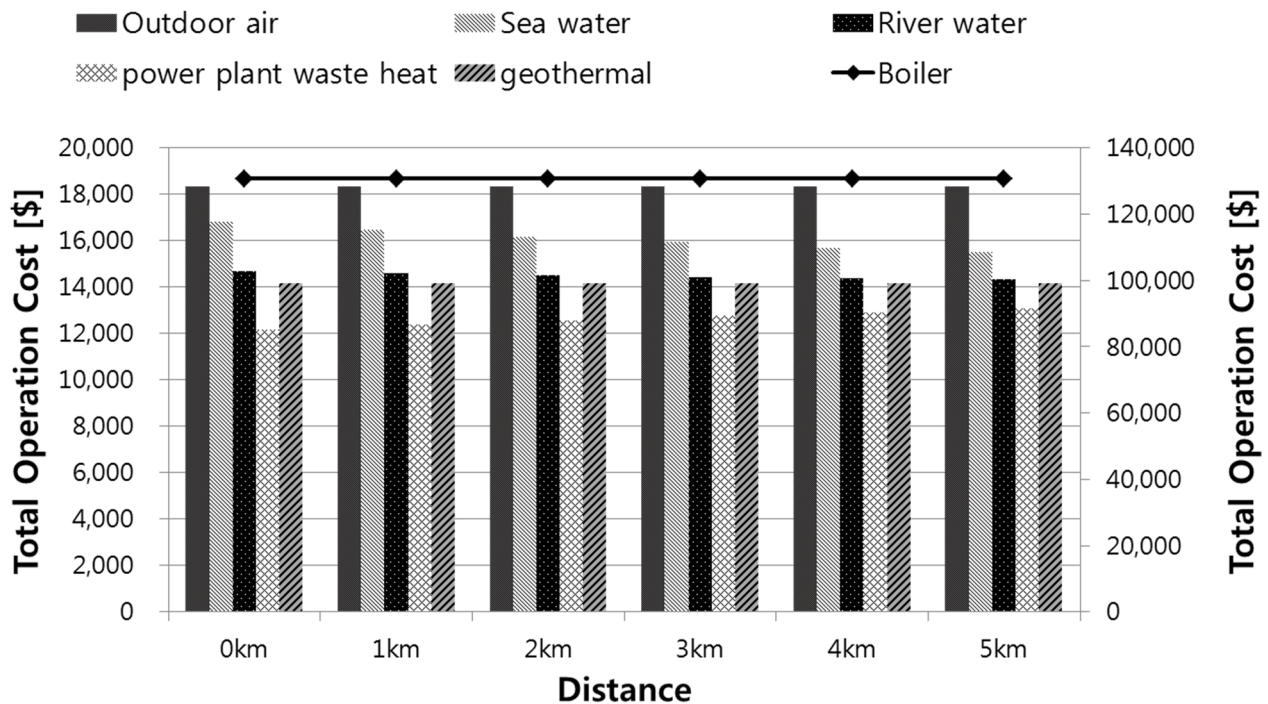 Outdoor air
Sea water
River water
power plant waste heat
geothermal
Boiler
Total Operation Cost [$]
20,000
18,000
16,000
14,000
12,000
10,000
8,000
6,000
4,000
2,000
0
140,000
120,000
100,000
80,000
60,000
40,000
20,000
0
Total Operation Cost [$]
0km
1km
2km
3km
4km
5km
Distance